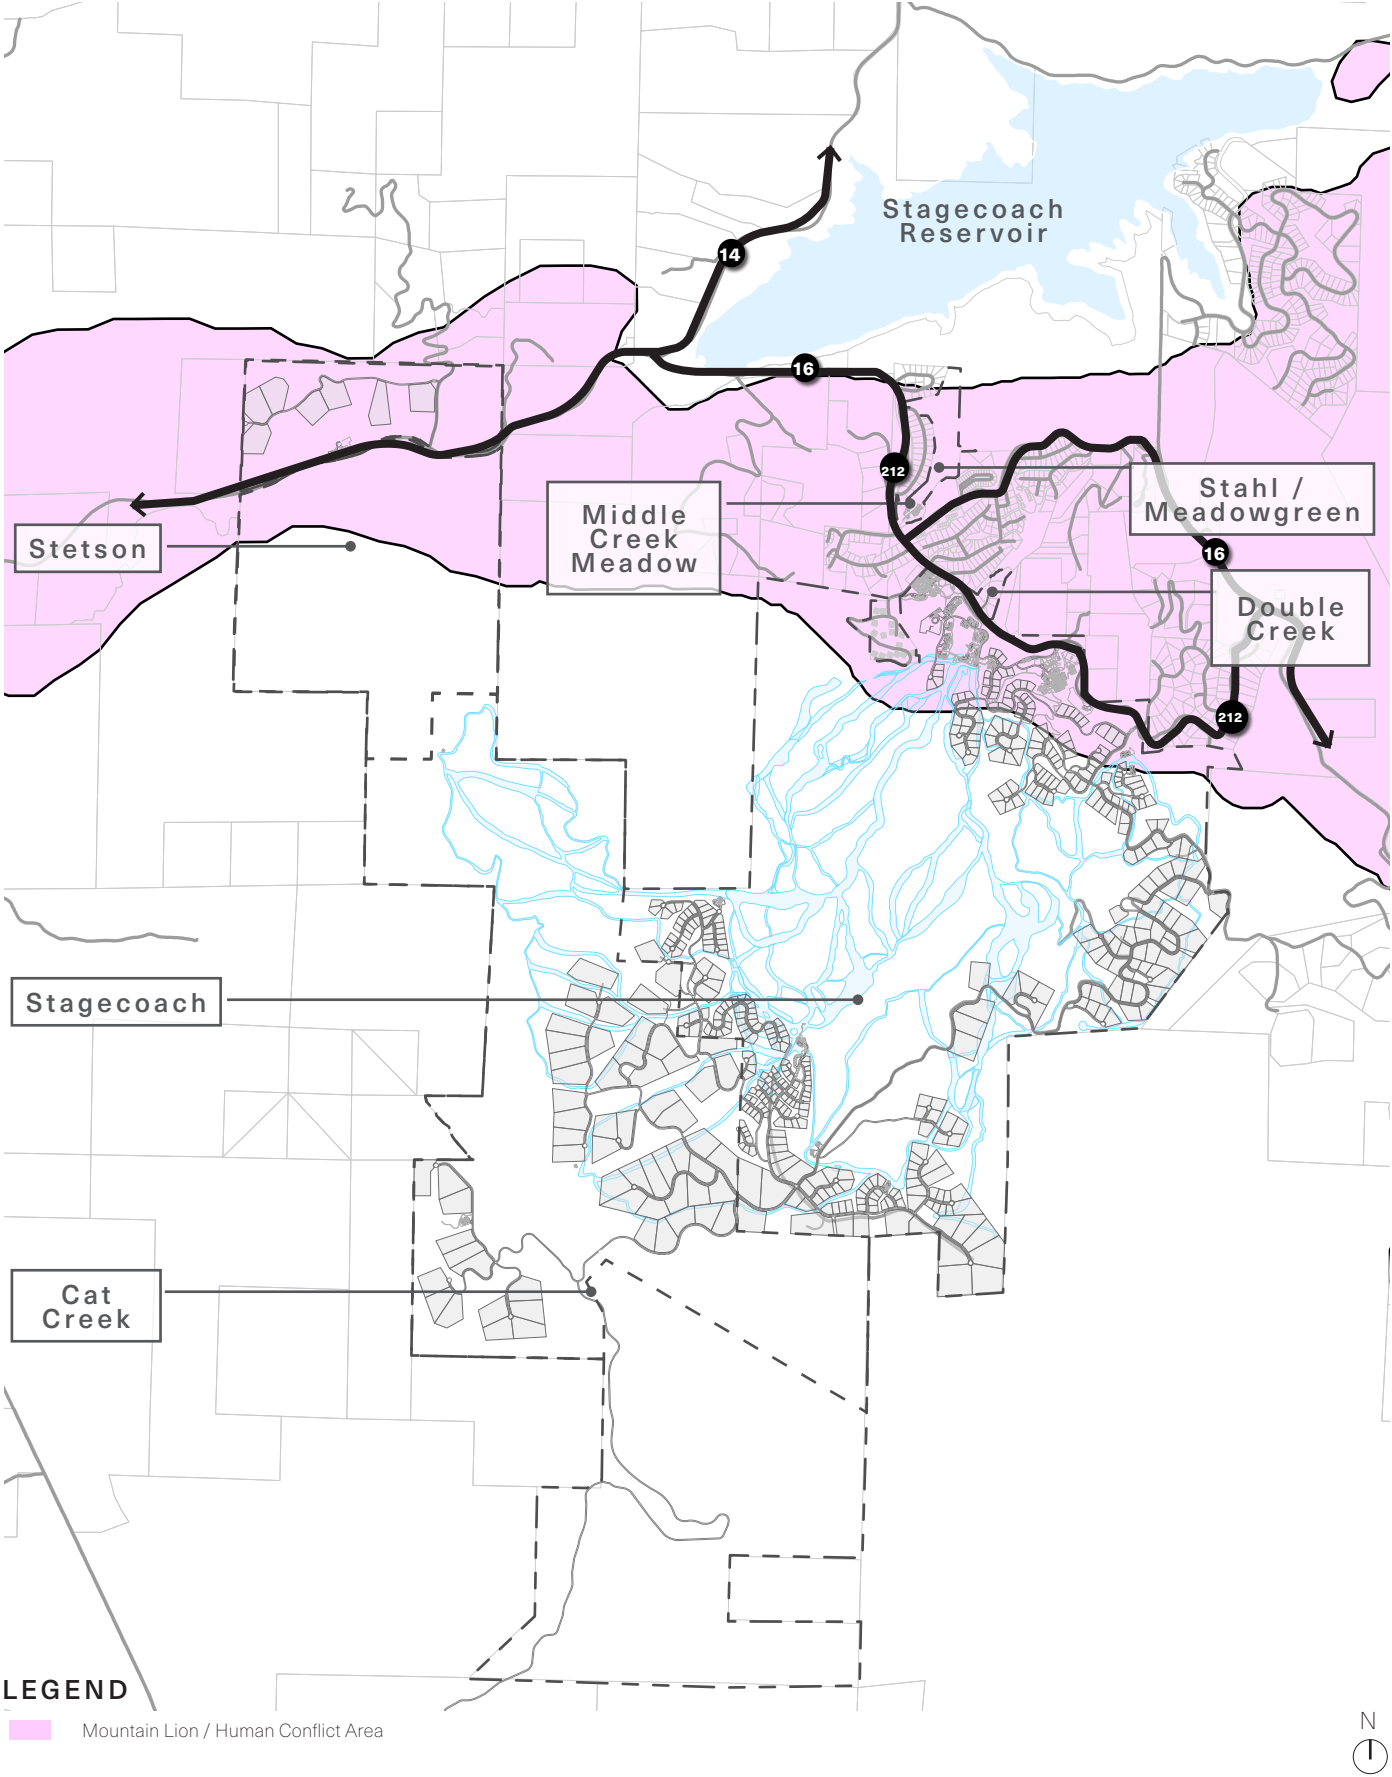 Stagecoach
Reservoir
14
16
212
Stahl /
Meadowgreen
Middle
Creek
Meadow
Stetson
16
Double
Creek
212
Stagecoach
Cat
Creek
LEGEND
Mountain Lion / Human Conflict Area
N